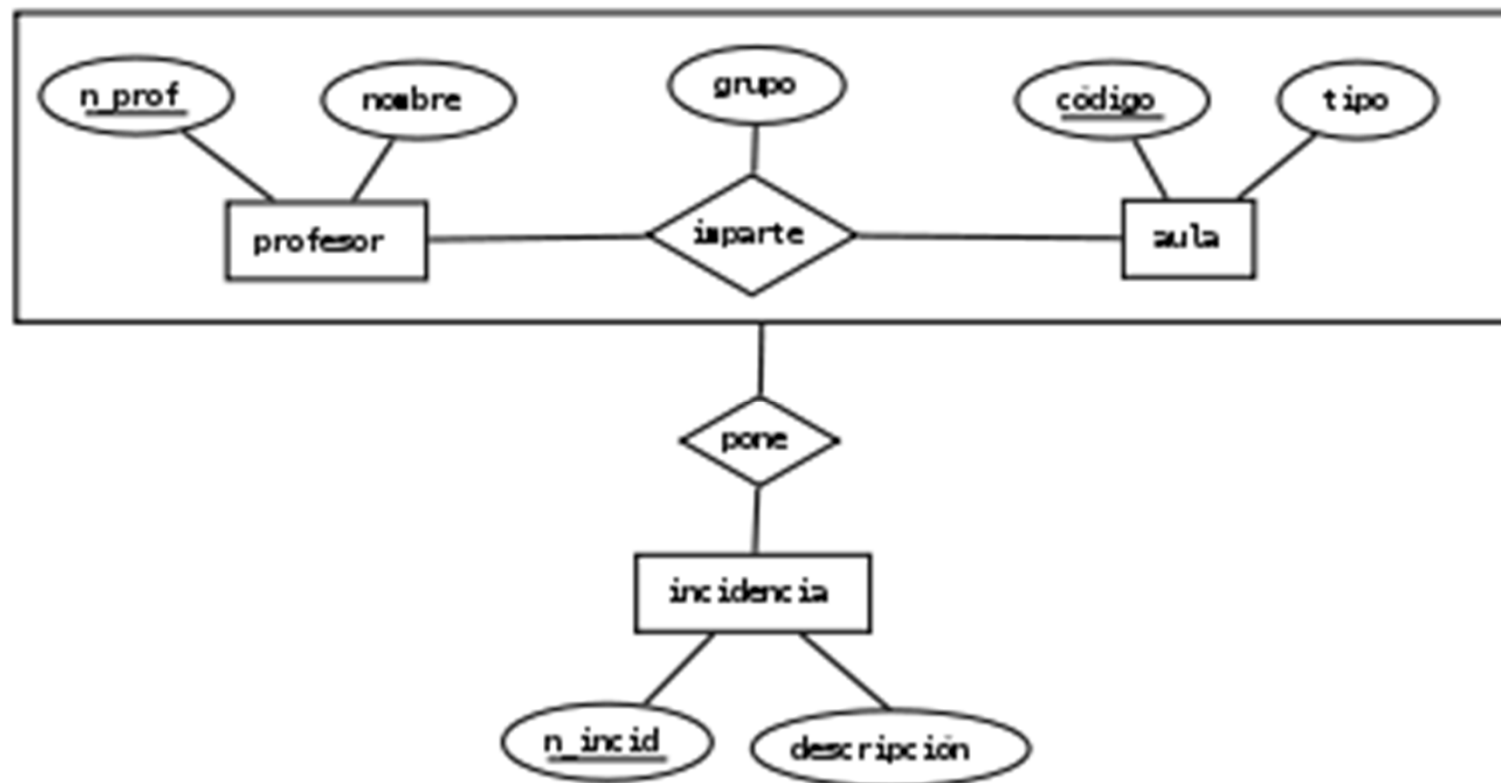 n_prof
nombre
grupo
código
tipo
profesor
imparte
aula
pone
incidencia
n_incid
descripción